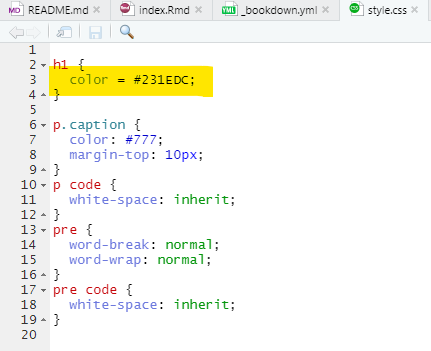 README.md × index.Rmd × _bookdown.yml × style.css ×
1
2 h1 {
3 color = #231EDC;
4 }
5
6 p.caption {
7 color: #777;
8 margin-top: 10px;
9 }
10 p code {
11 white-space: inherit;
12 }
13 pre {
14 word-break: normal;
15 word-wrap: normal;
16 }
17 pre code {
18 white-space: inherit;
19 }
20